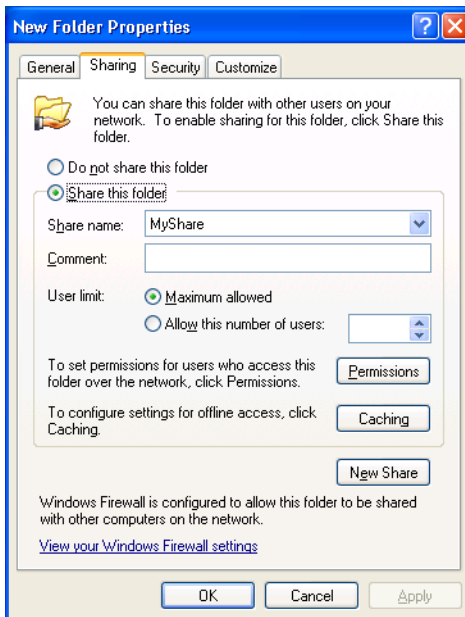 New Folder Properties
General Sharing Security Customize
You can share this folder with other users on your
network. To enable sharing for this folder, click Share this
folder.
Do not share this folder
Share this folder
Share name: MyShare
Comment:
User limit: Maximum allowed
Allow this number of users:
To set permissions for users who access this
folder over the network, click Permissions.
Permissions
To configure settings for offline access, click
Caching.
Caching
New Share
Windows Firewall is configured to allow this folder to be shared
with other computers on the network.
View your Windows Firewall settings
OK Cancel Apply